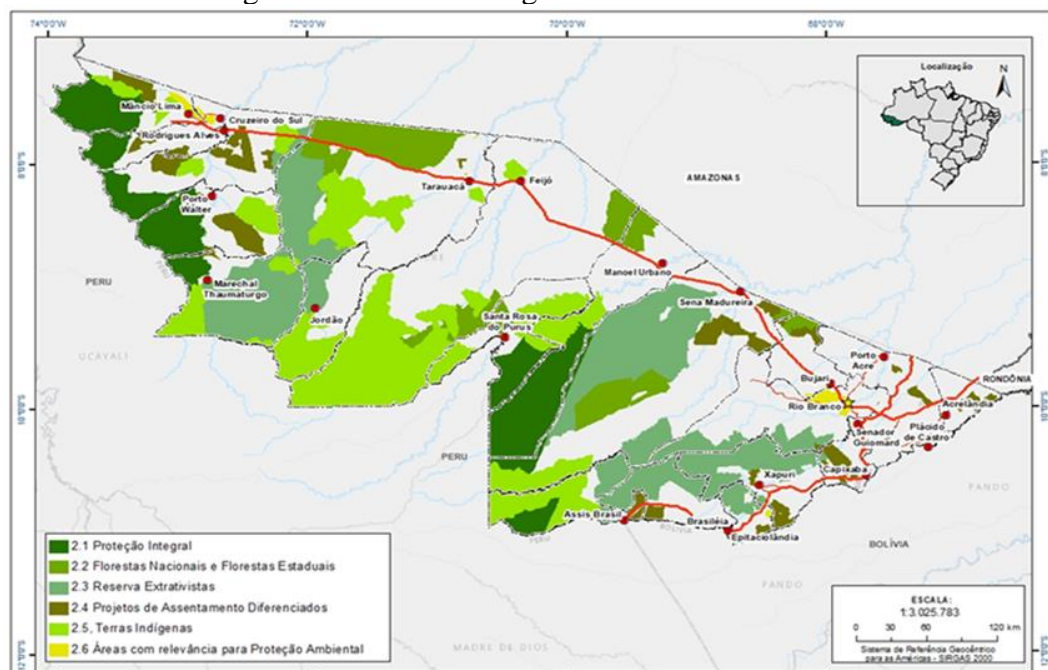 74°0'0"W
72°0'0"W
70°0'0"W
68°0'0"W
Localização
N
Mâncio Lima
Cruzeiro do Sul
Rodrigues Alves
Tarauacá
Feijó
AMAZONAS
Porto
Walter
Manoel Urbano
PERU
Marechal
Thaumaturgo
Sena Madureira
Jordão
Santa Rosa
do Purus
UCAYALI
Porto
Acre
Bujari
RONDÔNIA
Rio Branco
Acrelândia
Senador
Guiomard
Plácido
de Castro
PERU
Xapuri
Capixaba
PANDO
Assis Brasil
Brasiléia
Epitaciolândia
PERU
BOLÍVIA
BOLÍVIA
PANDO
MADRE DE DIOS
2.1 Proteção Integral
2.2 Florestas Nacionais e Florestas Estaduais
2.3 Reserva Extrativistas
2.4 Projetos de Assentamento Diferenciados
2.5, Terras Indígenas
2.6 Áreas com relevância para Proteção Ambiental
ESCALA:
1:3.025.783
0 30 60 120 km
Sistema de Referência Geocêntrico
para as Américas - SIRGAS 2000